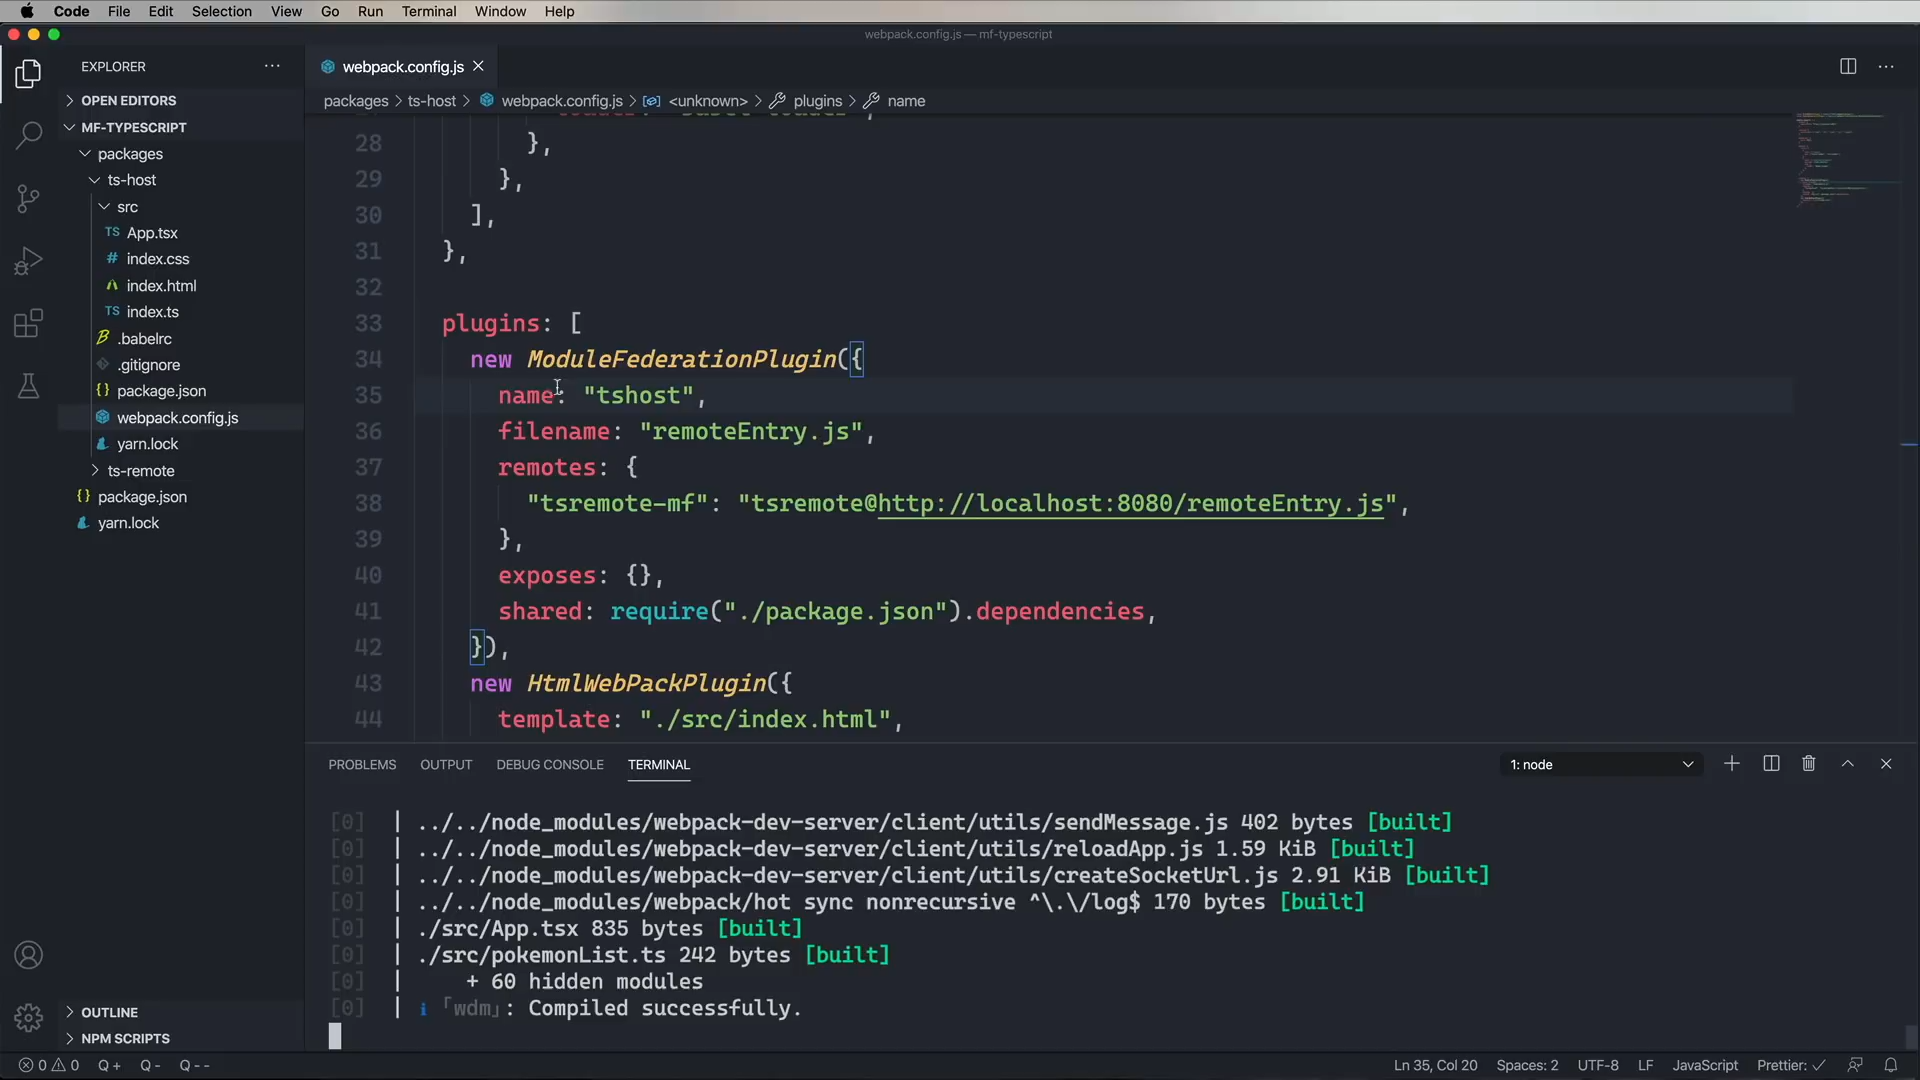 Code File Edit Selection View Go Run Terminal Window Help
webpack.config.js — mf-typescript
EXPLORER
OPEN EDITORS
MF-TYPESCRIPT
packages
ts-host
src
TS App.tsx
# index.css
index.html
TS index.ts
.babelrc
.gitignore
{} package.json
webpack.config.js
yarn.lock
ts-remote
{} package.json
yarn.lock
OUTLINE
NPM SCRIPTS
webpack.config.js
packages > ts-host > webpack.config.js > <unknown> > plugins > name
28 },
29 },
30 ],
31 },
32
33 plugins: [
34 new ModuleFederationPlugin({
35 name: "tshost",
36 filename: "remoteEntry.js",
37 remotes: {
38 "tsremote-mf": "tsremote@http://localhost:8080/remoteEntry.js",
39 },
40 exposes: {},
41 shared: require("./package.json").dependencies,
42 }),
43 new HtmlWebPackPlugin({
44 template: "./src/index.html",
PROBLEMS OUTPUT DEBUG CONSOLE TERMINAL 1: node
[0] | ../../node_modules/webpack-dev-server/client/utils/sendMessage.js 402 bytes [built]
[0] | ../../node_modules/webpack-dev-server/client/utils/reloadApp.js 1.59 KiB [built]
[0] | ../../node_modules/webpack-dev-server/client/utils/createSocketUrl.js 2.91 KiB [built]
[0] | ../../node_modules/webpack/hot sync nonrecursive ^\.\/log$ 170 bytes [built]
[0] | ./src/App.tsx 835 bytes [built]
[0] | ./src/pokemonList.ts 242 bytes [built]
[0] | + 60 hidden modules
[0] | ℹ 「wdm」: Compiled successfully.
0 0 Q+ Q- Q-- Ln 35, Col 20 Spaces: 2 UTF-8 LF JavaScript Prettier: ✓